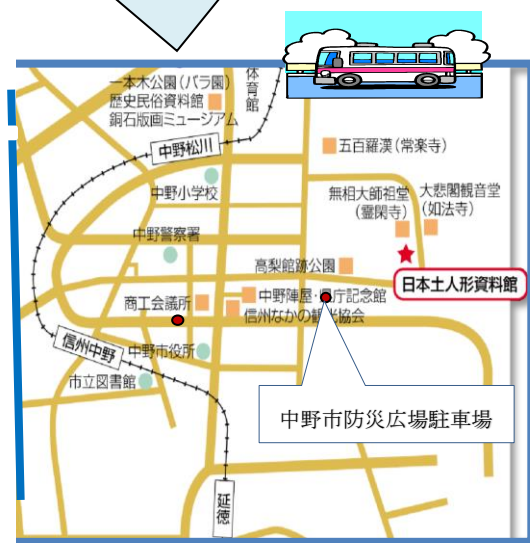 一本木公園(バラ園)
歴史民俗資料館
銅石版画ミュージアム
体育館
中野松川
五百羅漢(常楽寺)
中野小学校
無相大師祖堂
(霊閑寺)
大悲閣観音堂
(如法寺)
中野警察署
高梨館跡公園
日本土人形資料館
商工会議所
中野陣屋・県庁記念館
信州なかの観光協会
信州中野
中野市役所
市立図書館
中野市防災広場駐車場
延徳